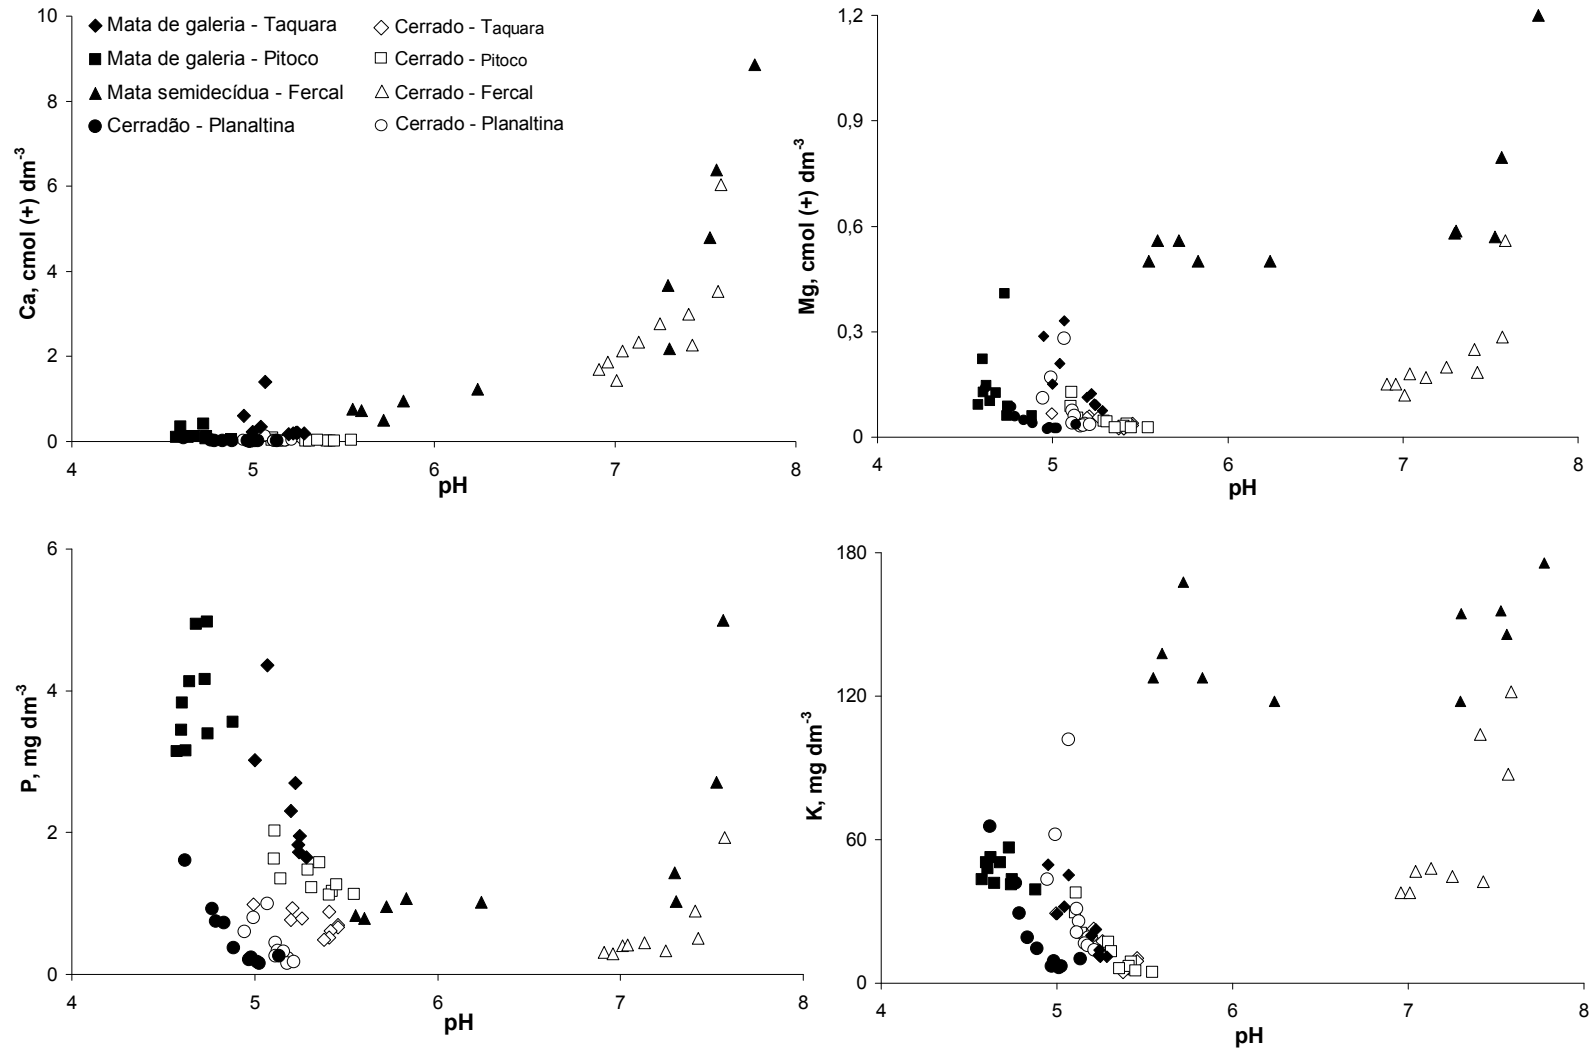 10
8
6
4
2
0
4 5 6 7 8
pH
Ca, cmol (+) dm-3
Mata de galeria - Taquara
Mata de galeria - Pitoco
Mata semidecídua - Fercal
Cerradão - Planaltina
Cerrado - Taquara
Cerrado - Pitoco
Cerrado - Fercal
Cerrado - Planaltina
1,2
0,9
0,6
0,3
0
4 5 6 7 8
pH
Mg, cmol (+) dm-3
6
4
2
0
4 5 6 7 8
pH
P, mg dm-3
180
120
60
0
4 5 6 7 8
pH
K, mg dm-3